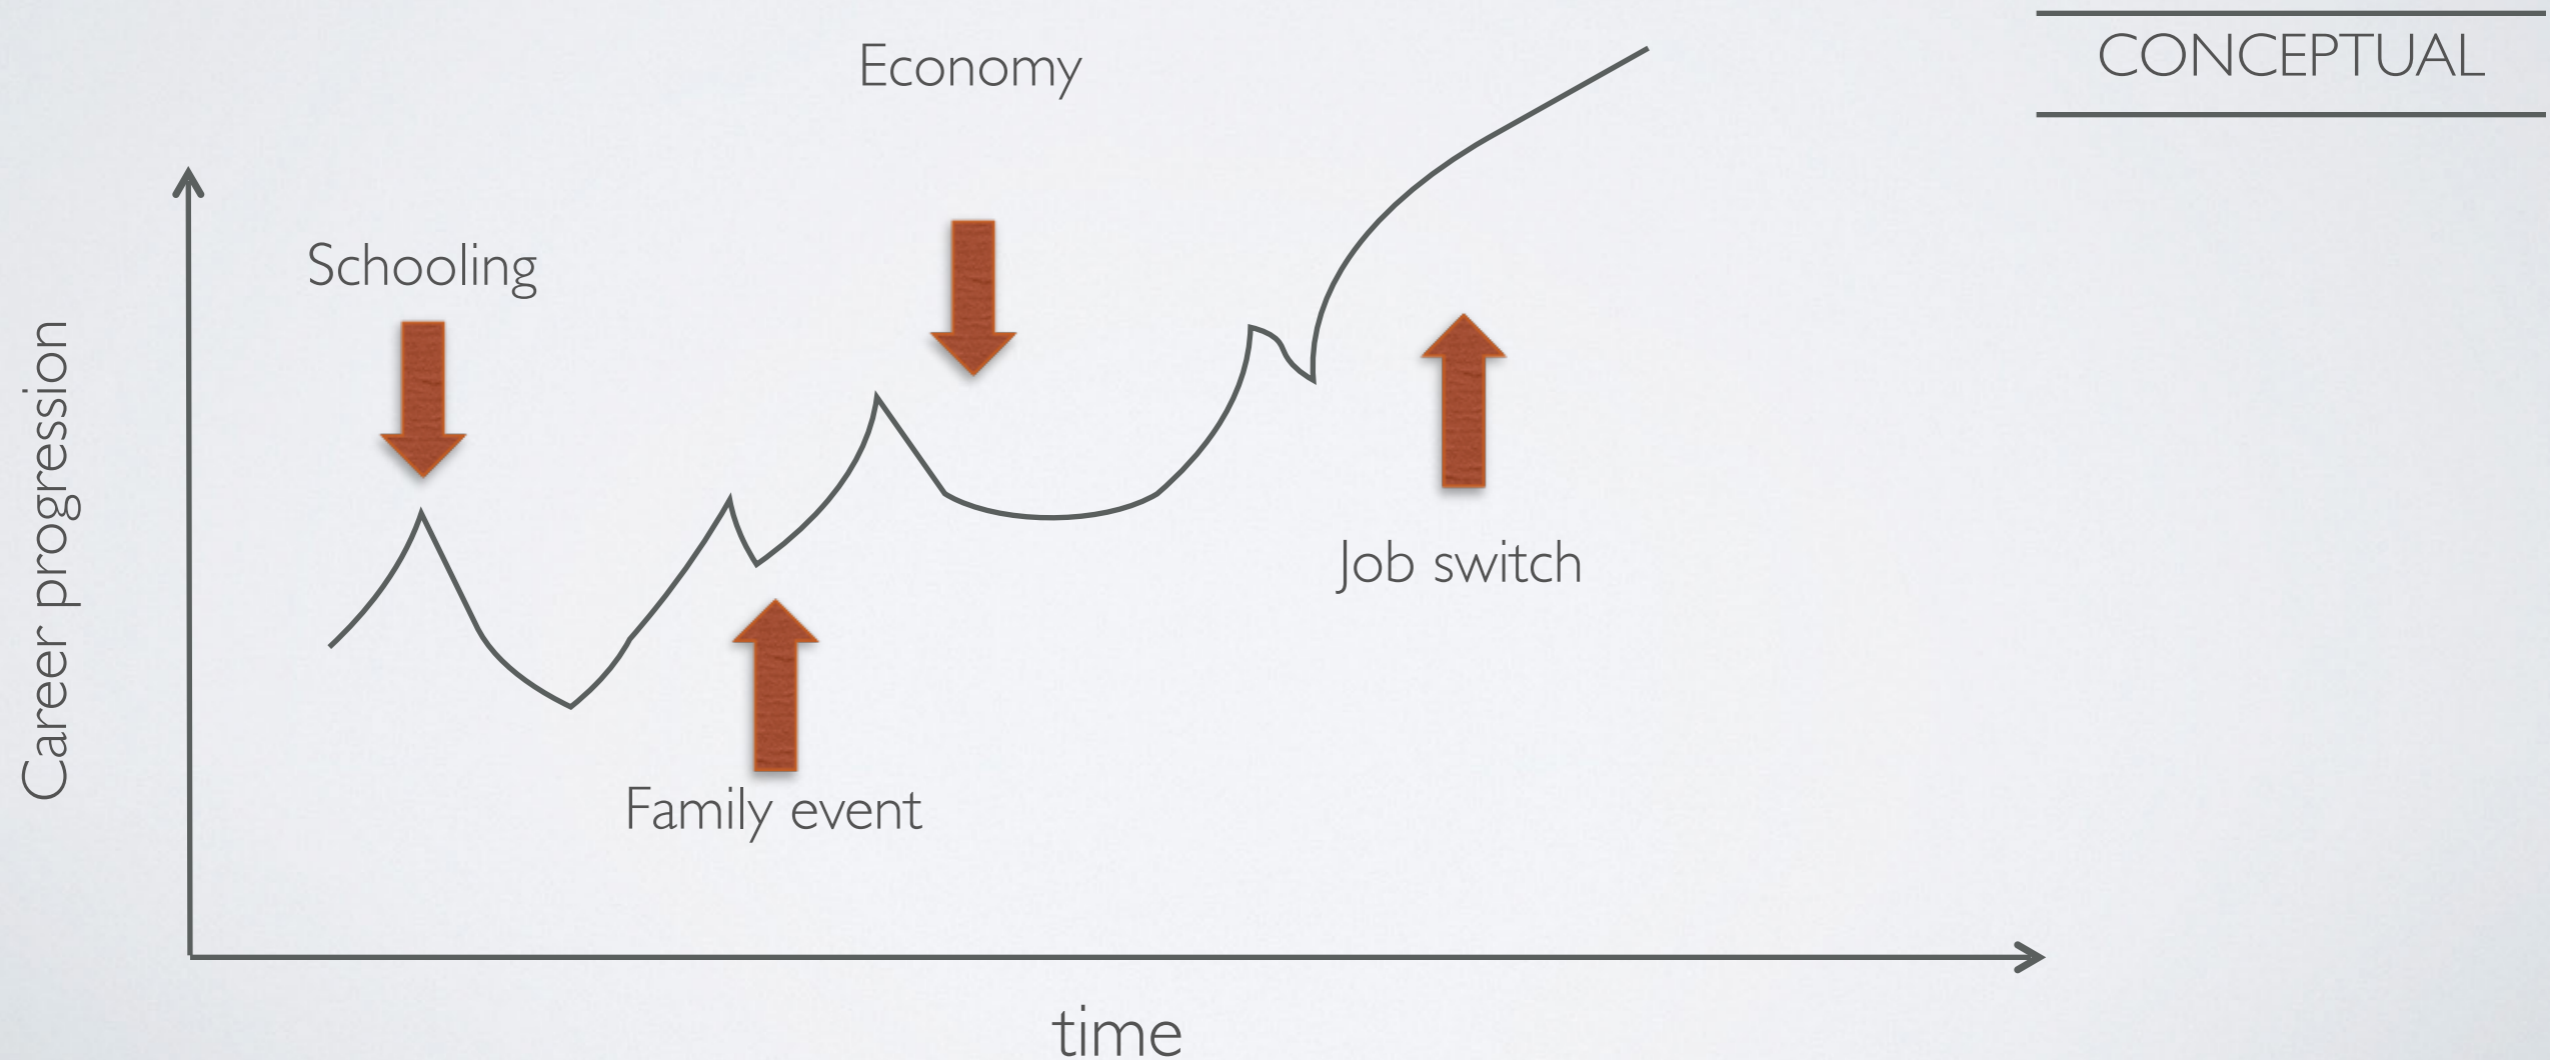 Economy
CONCEPTUAL
Schooling
Career progression
Job switch
Family event
time